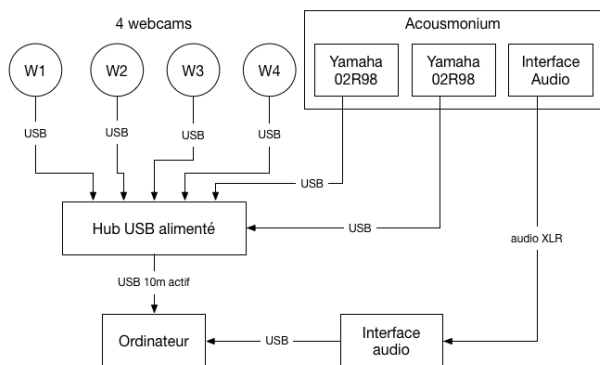 4 webcams
Acousmonium
W1
W2
W3
W4
Yamaha
02R98
Yamaha
02R98
Interface
Audio
USB
USB
USB
USB
USB
Hub USB alimenté
USB
audio XLR
USB 10m actif
Ordinateur
USB
Interface
audio